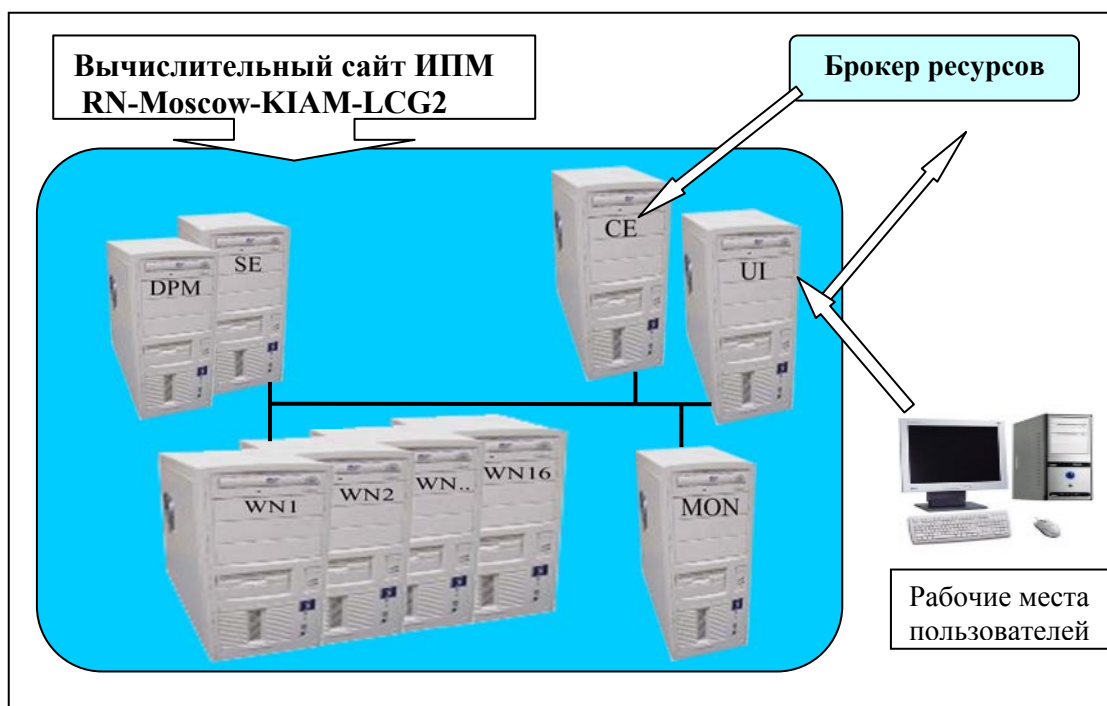 Вычислительный сайт ИПМ
RN-Moscow-KIAM-LCG2
Брокер ресурсов
CE
SE
UI
DPM
WN1
WN2
WN..
WN16
MON
Рабочие места
пользователей